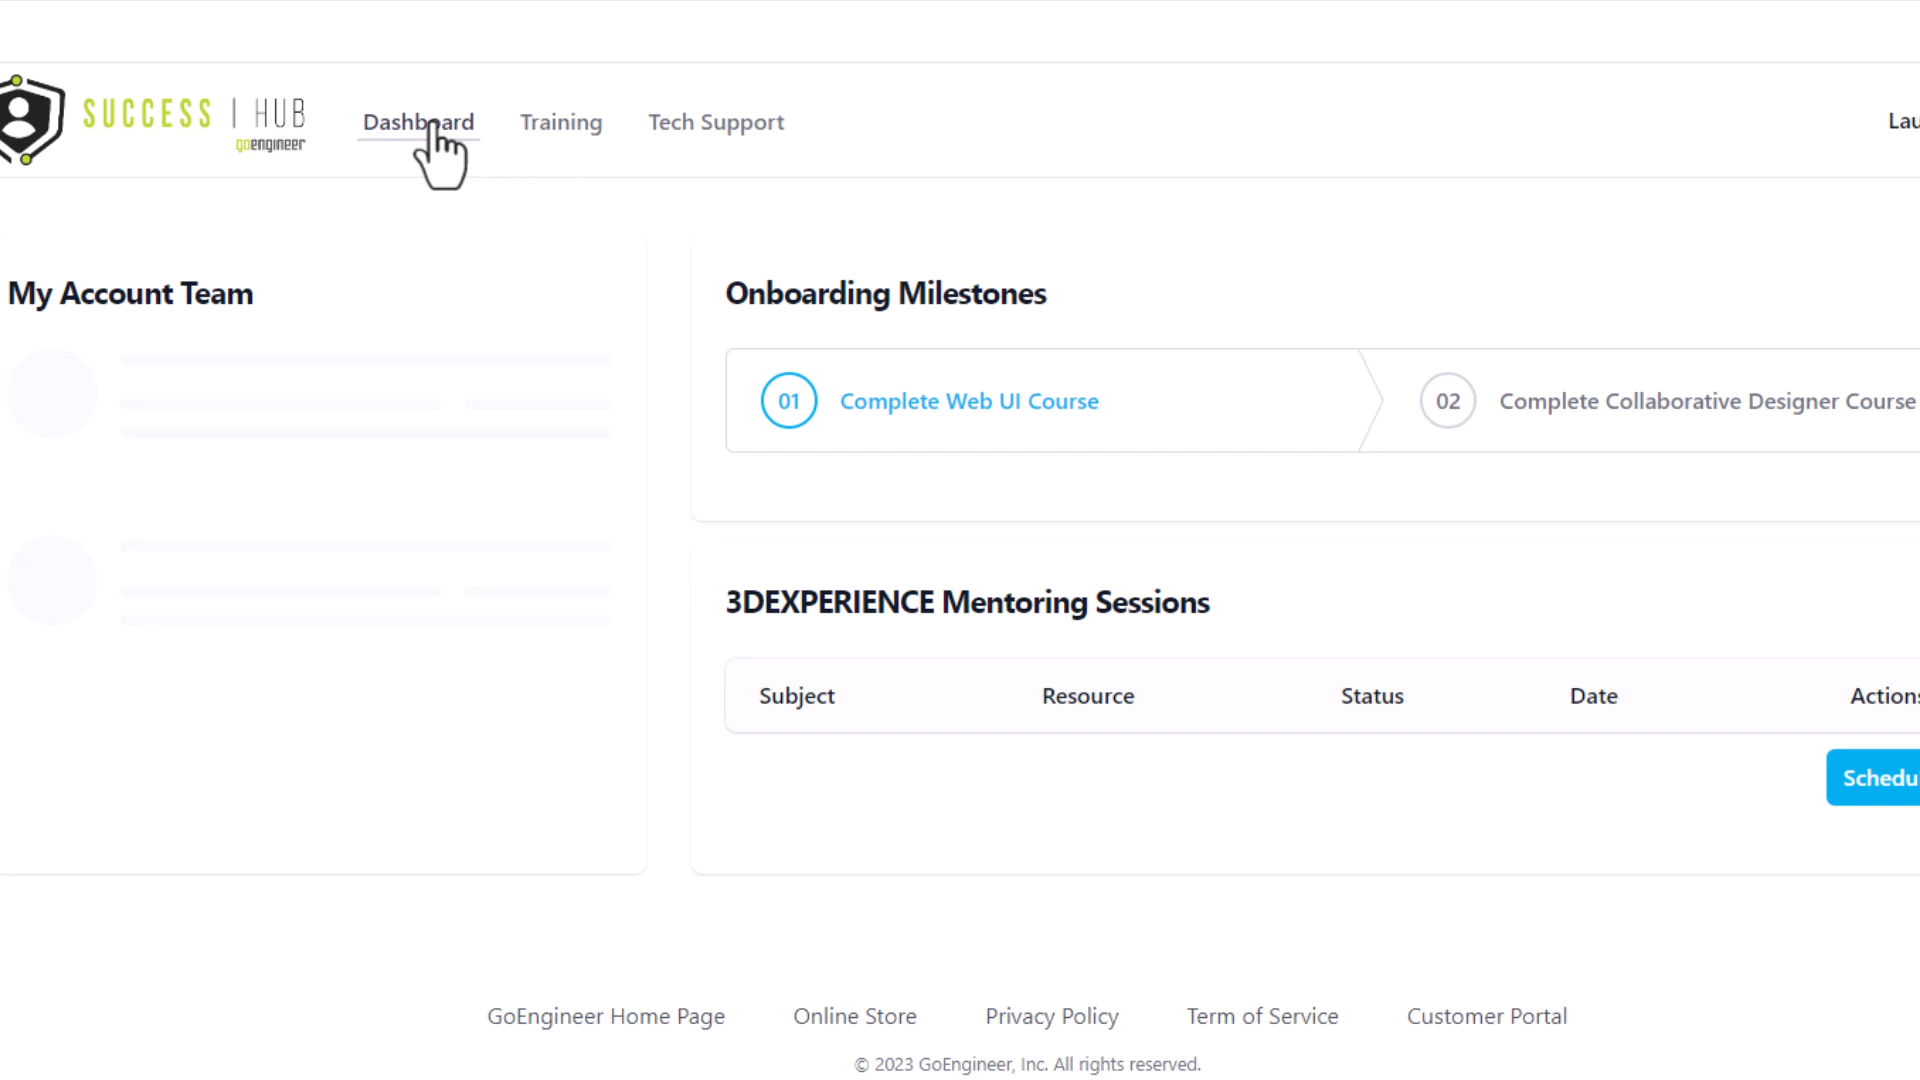 SUCCESS | HUB
goengineer
Dashboard
Training
Tech Support
My Account Team
Onboarding Milestones
01 Complete Web UI Course
02 Complete Collaborative Designer Course
3DEXPERIENCE Mentoring Sessions
Subject Resource Status Date Actions
GoEngineer Home Page Online Store Privacy Policy Term of Service Customer Portal
© 2023 GoEngineer, Inc. All rights reserved.